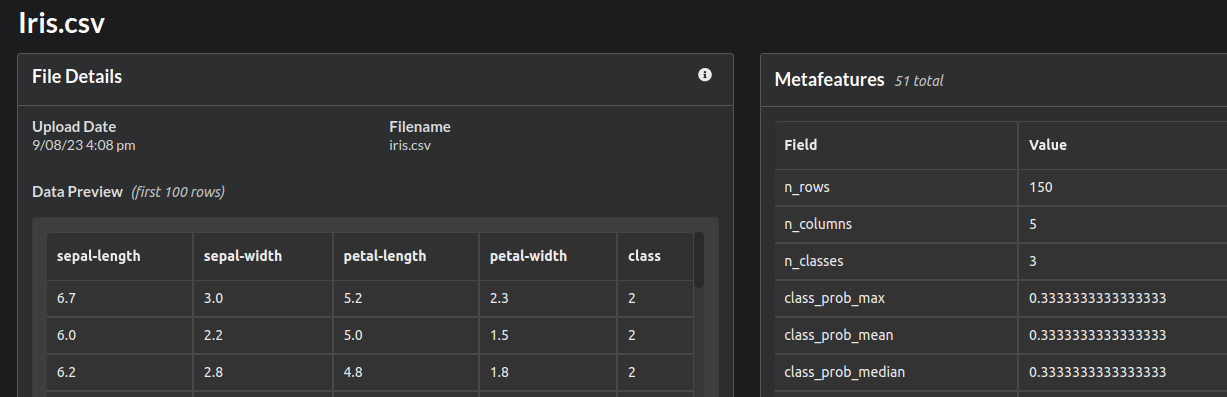 Iris.csv
File Details
Upload Date Filename
9/08/23 4:08 pm iris.csv
Data Preview (first 100 rows)
sepal-length sepal-width petal-length petal-width class
6.7 3.0 5.2 2.3 2
6.0 2.2 5.0 1.5 2
6.2 2.8 4.8 1.8 2
Metafeatures 51 total
Field Value
n_rows 150
n_columns 5
n_classes 3
class_prob_max 0.3333333333333333
class_prob_mean 0.3333333333333333
class_prob_median 0.3333333333333333